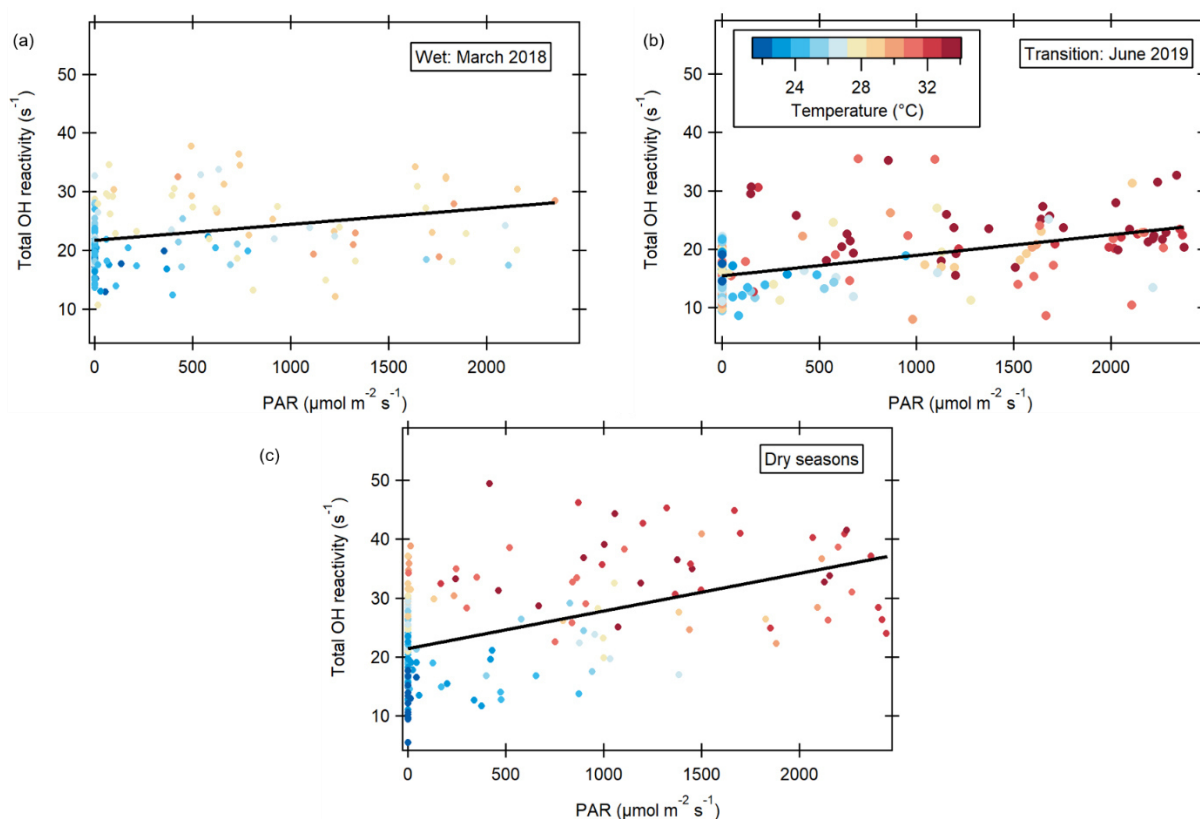 (a)
Wet: March 2018
Total OH reactivity (s⁻¹)
50
40
30
20
10
0 500 1000 1500 2000
PAR (µmol m⁻² s⁻¹)
(b)
Transition: June 2019
24 28 32
Temperature (°C)
Total OH reactivity (s⁻¹)
50
40
30
20
10
0 500 1000 1500 2000
PAR (µmol m⁻² s⁻¹)
(c)
Dry seasons
Total OH reactivity (s⁻¹)
50
40
30
20
10
0 500 1000 1500 2000
PAR (µmol m⁻² s⁻¹)